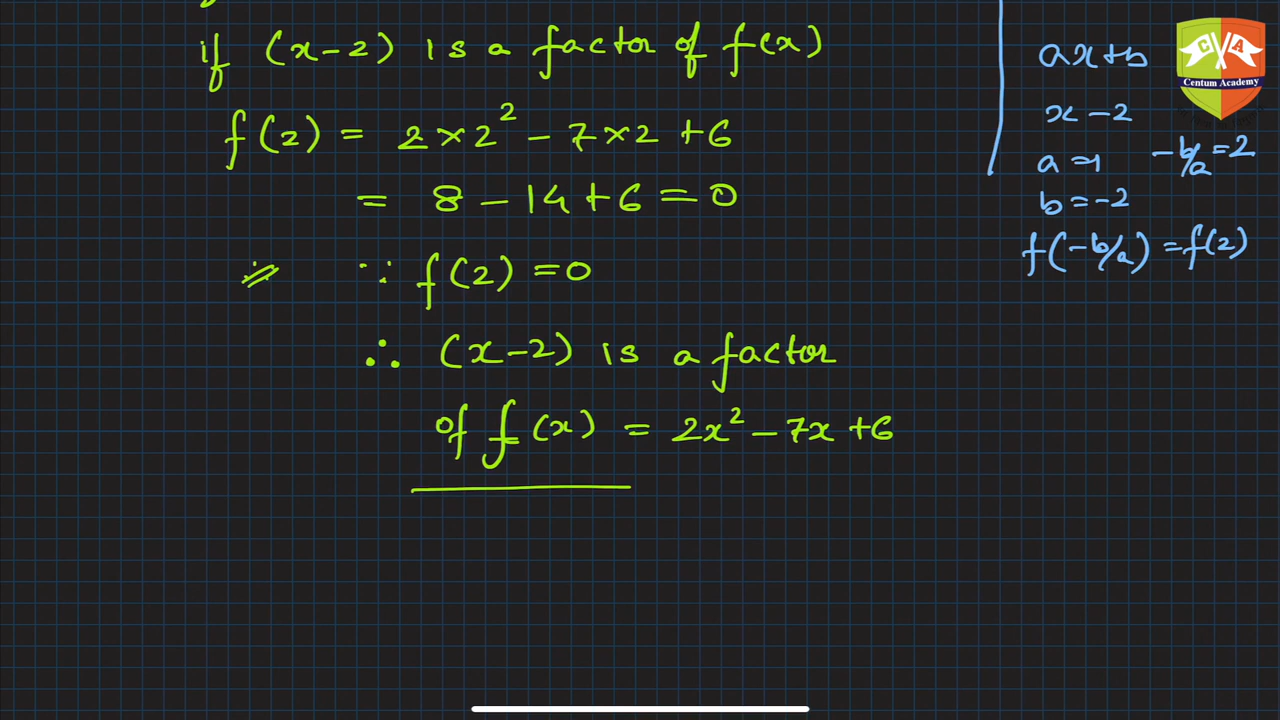 if (x-2) is a factor of f(x)
f(2) = 2×2² - 7×2 + 6
= 8 - 14 + 6 = 0
∵ f(2) = 0
∴ (x-2) is a factor
of f(x) = 2x² - 7x + 6
ax+b
x-2
a=1 -b/a=2
b=-2
f(-b/a) = f(2)
C A
Centum Academy